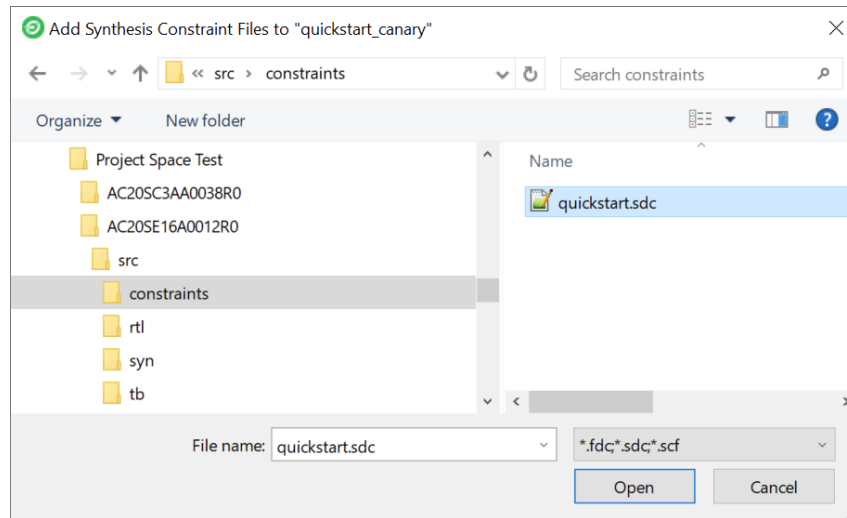 Add Synthesis Constraint Files to "quickstart_canary"
« src › constraints
Search constraints
Organize
New folder
?
Project Space Test
AC20SC3AA0038R0
AC20SE16A0012R0
src
constraints
rtl
syn
tb
Name
quickstart.sdc
File name: quickstart.sdc
*.fdc;*.sdc;*.scf
Open
Cancel